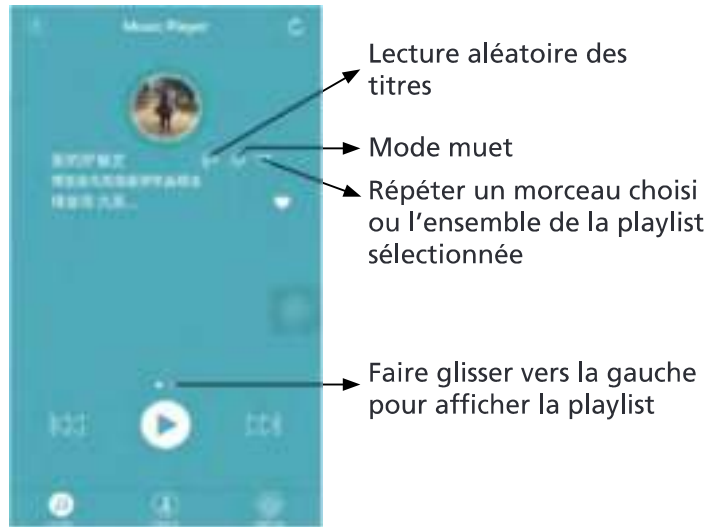 Music Player
Lecture aléatoire des
titres
Mode muet
Répéter un morceau choisi
ou l'ensemble de la playlist
sélectionnée
Faire glisser vers la gauche
pour afficher la playlist